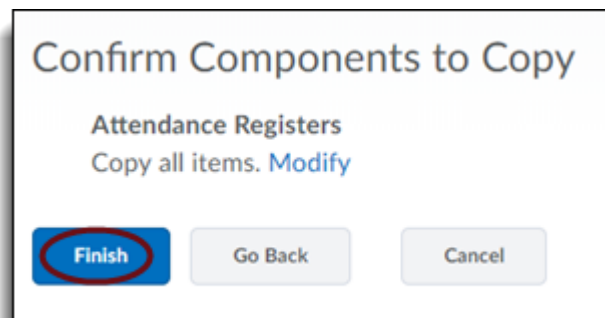 Confirm Components to Copy
Attendance Registers
Copy all items. Modify
Finish Go Back Cancel